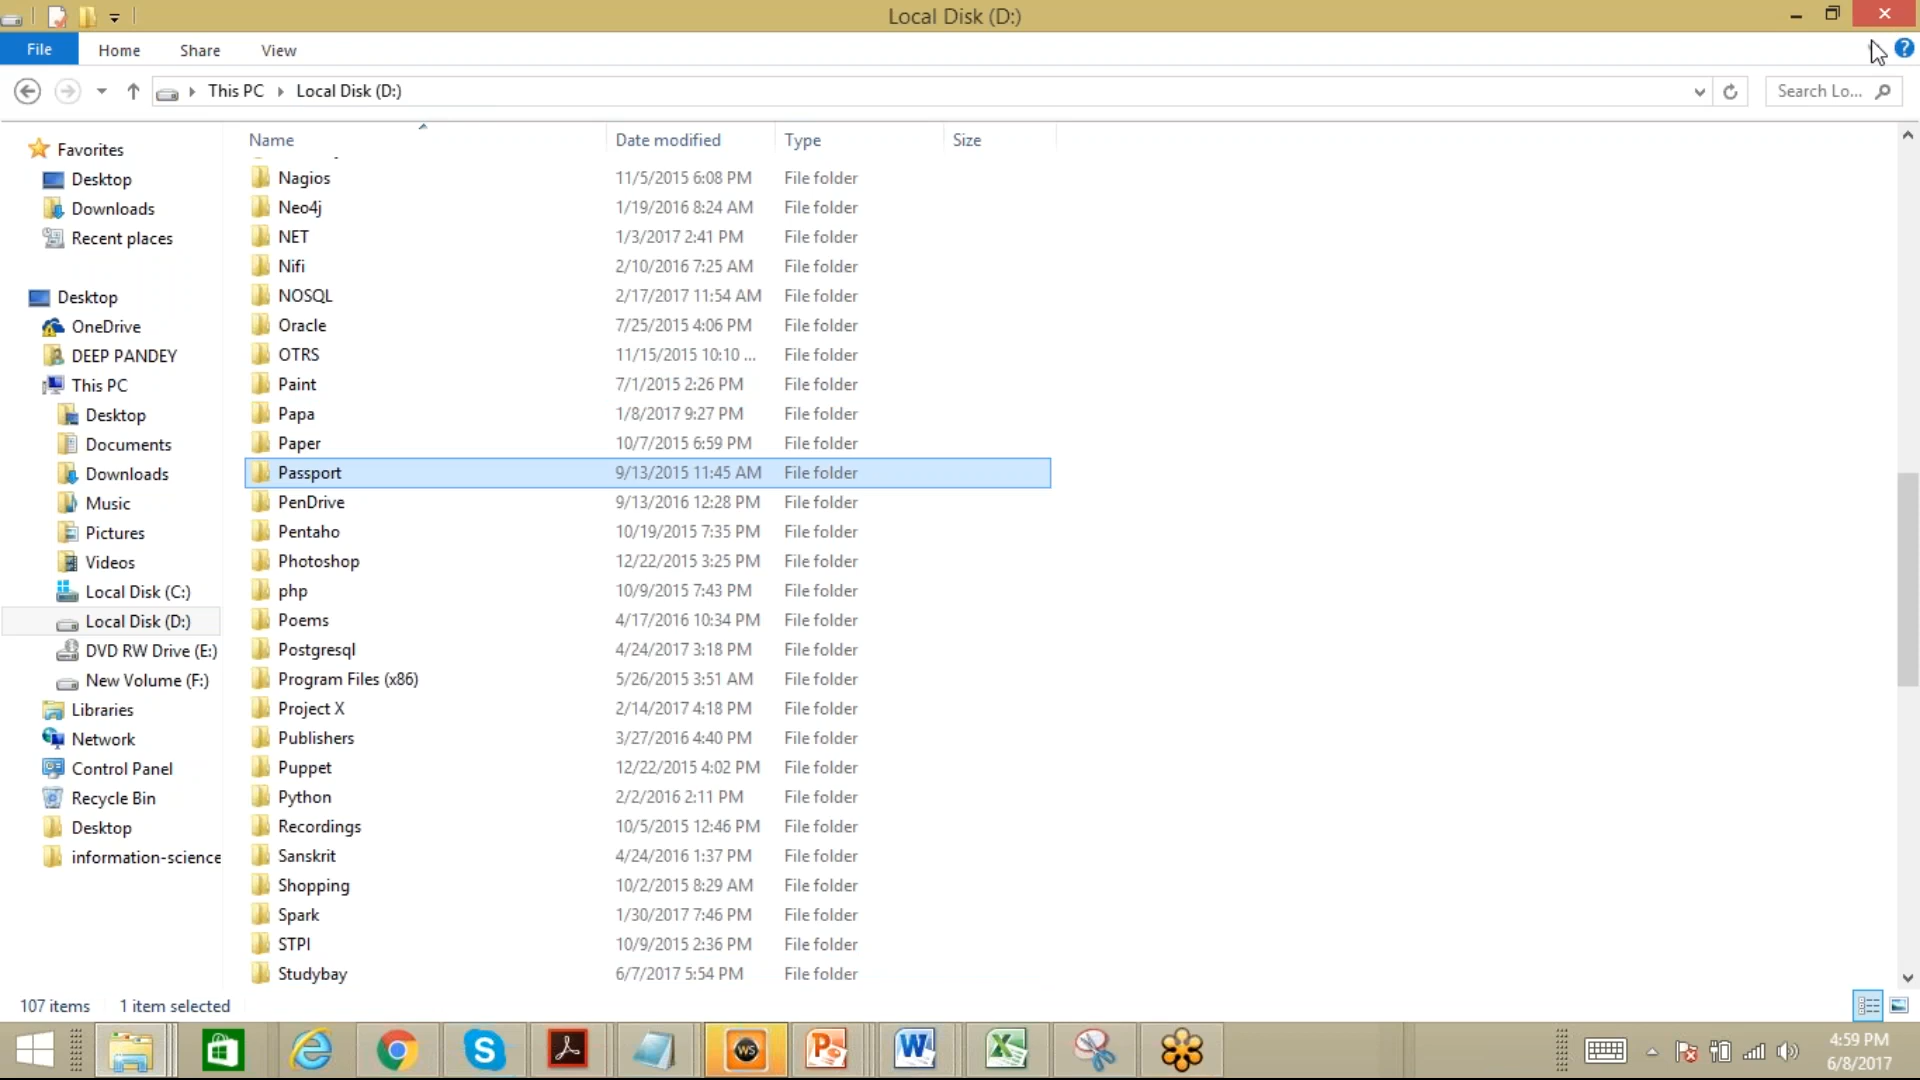 Local Disk (D:)
File Home Share View
This PC Local Disk (D:) Search Lo...
Name Date modified Type Size
Favorites
Desktop
Downloads
Recent places
Desktop
OneDrive
DEEP PANDEY
This PC
Desktop
Documents
Downloads
Music
Pictures
Videos
Local Disk (C:)
Local Disk (D:)
DVD RW Drive (E:)
New Volume (F:)
Libraries
Network
Control Panel
Recycle Bin
Desktop
information-science
Nagios 11/5/2015 6:08 PM File folder
Neo4j 1/19/2016 8:24 AM File folder
NET 1/3/2017 2:41 PM File folder
Nifi 2/10/2016 7:25 AM File folder
NOSQL 2/17/2017 11:54 AM File folder
Oracle 7/25/2015 4:06 PM File folder
OTRS 11/15/2015 10:10 ... File folder
Paint 7/1/2015 2:26 PM File folder
Papa 1/8/2017 9:27 PM File folder
Paper 10/7/2015 6:59 PM File folder
Passport 9/13/2015 11:45 AM File folder
PenDrive 9/13/2016 12:28 PM File folder
Pentaho 10/19/2015 7:35 PM File folder
Photoshop 12/22/2015 3:25 PM File folder
php 10/9/2015 7:43 PM File folder
Poems 4/17/2016 10:34 PM File folder
Postgresql 4/24/2017 3:18 PM File folder
Program Files (x86) 5/26/2015 3:51 AM File folder
Project X 2/14/2017 4:18 PM File folder
Publishers 3/27/2016 4:40 PM File folder
Puppet 12/22/2015 4:02 PM File folder
Python 2/2/2016 2:11 PM File folder
Recordings 10/5/2015 12:46 PM File folder
Sanskrit 4/24/2016 1:37 PM File folder
Shopping 10/2/2015 8:29 AM File folder
Spark 1/30/2017 7:46 PM File folder
STPI 10/9/2015 2:36 PM File folder
Studybay 6/7/2017 5:54 PM File folder
107 items 1 item selected
WS
4:59 PM
6/8/2017